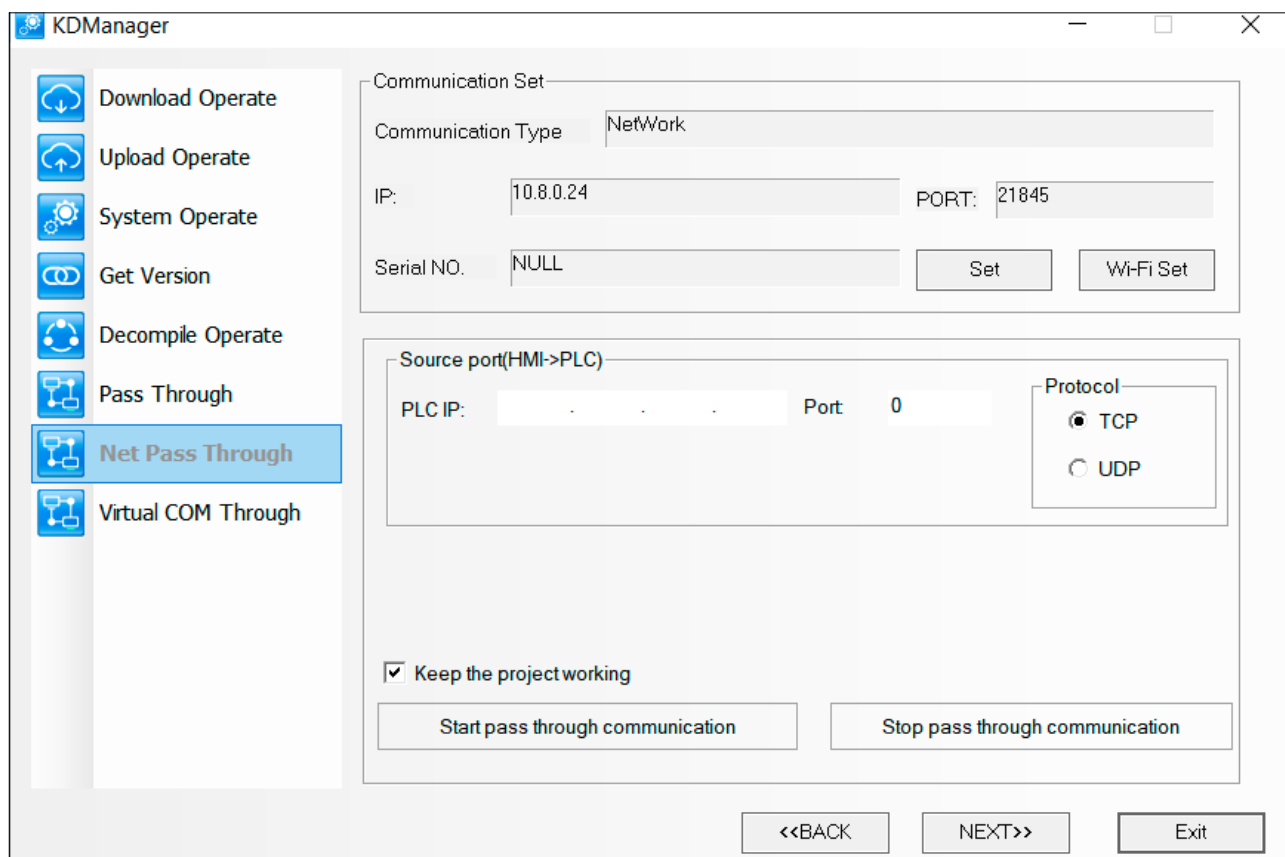 KDManager
Download Operate
Upload Operate
System Operate
Get Version
Decompile Operate
Pass Through
Net Pass Through
Virtual COM Through
Communication Set
Communication Type NetWork
IP: 10.8.0.24 PORT: 21845
Serial NO. NULL Set Wi-Fi Set
Source port(HMI->PLC)
PLC IP: . . . Port: 0
Protocol
TCP
UDP
Keep the project working
Start pass through communication Stop pass through communication
<<BACK NEXT>> Exit